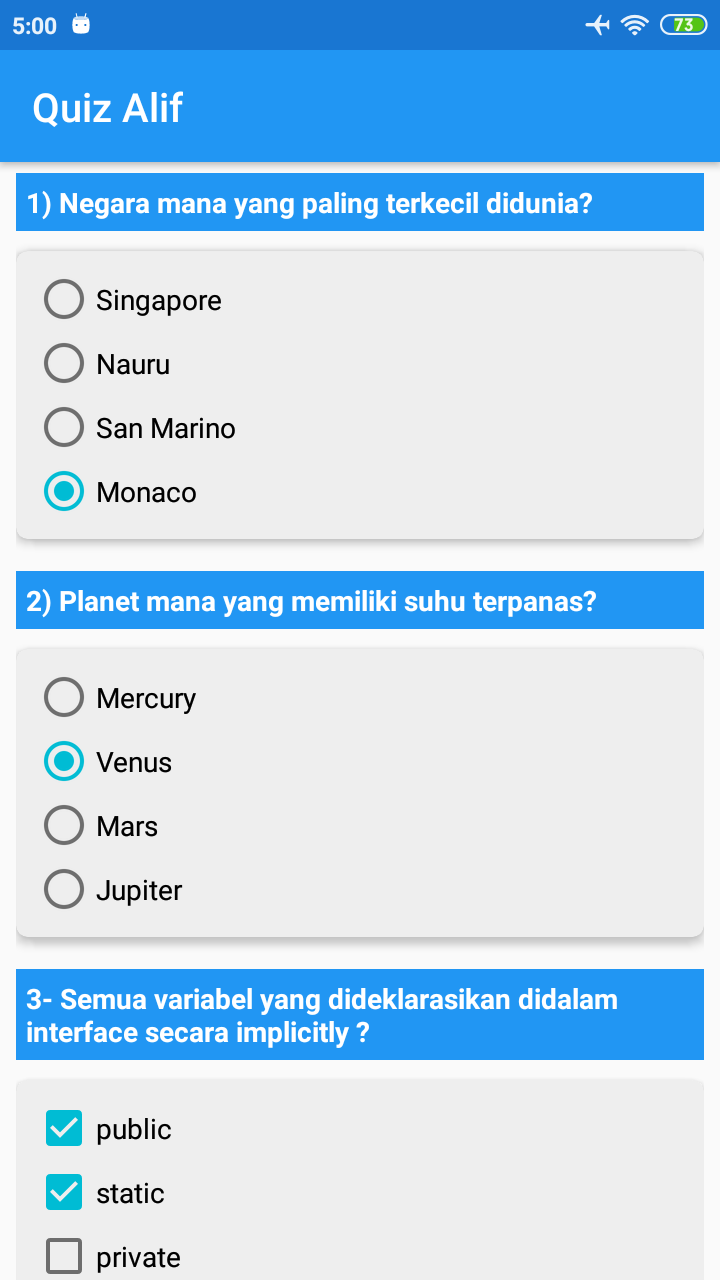 5:00
73
Quiz Alif
1) Negara mana yang paling terkecil didunia?
Singapore
Nauru
San Marino
Monaco
2) Planet mana yang memiliki suhu terpanas?
Mercury
Venus
Mars
Jupiter
3- Semua variabel yang dideklarasikan didalam
interface secara implicitly ?
public
static
private